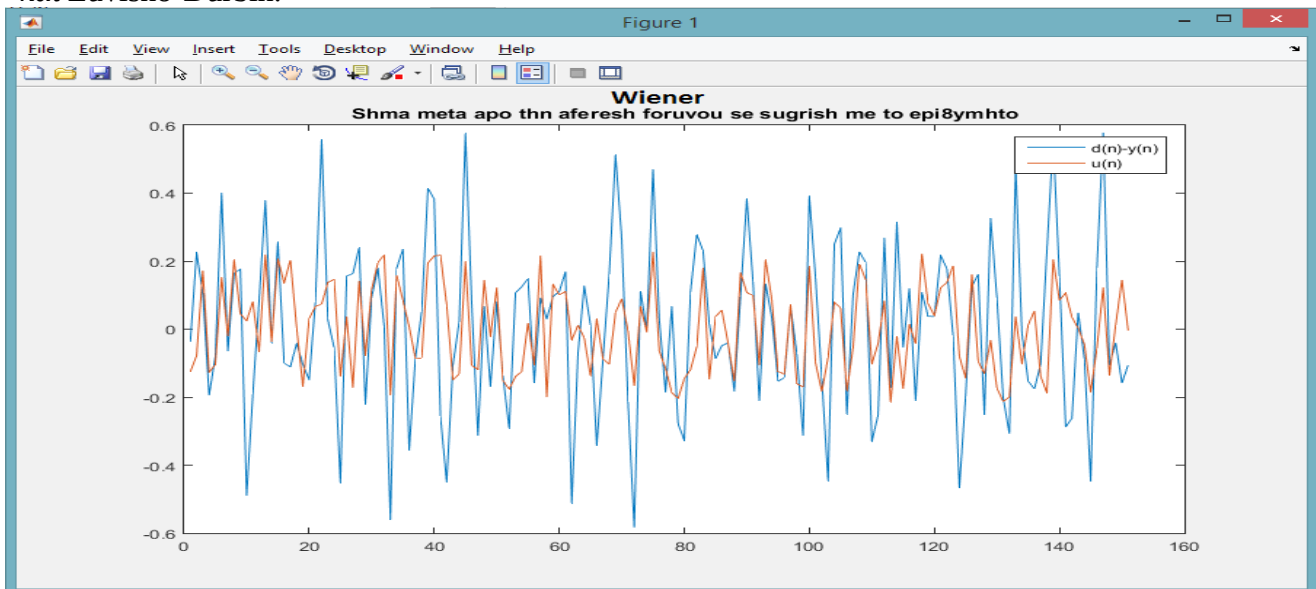 Figure 1
File Edit View Insert Tools Desktop Window Help
Wiener
Shma meta apo thn aferesh foruvou se sugrish me to epi8ymhto
d(n)-y(n)
u(n)
0.6
0.4
0.2
0
-0.2
-0.4
-0.6
0 20 40 60 80 100 120 140 160